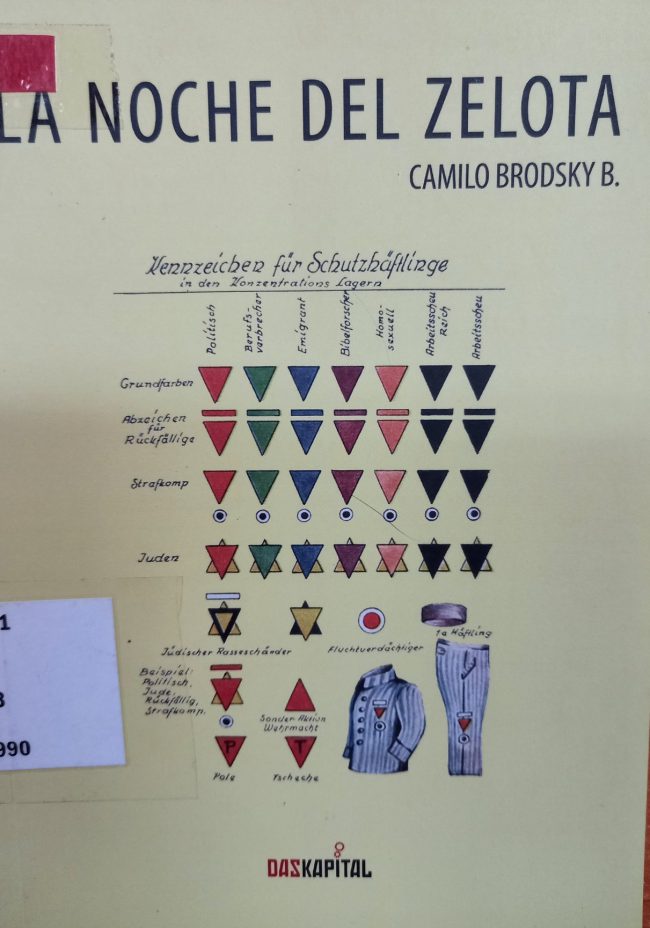 LA NOCHE DEL ZELOTA
CAMILO BRODSKY B.
Kennzeichen für Schutzhäftlinge
in den Konzentrations Lagern
Politisch
Berufs-
verbrecher
Emigrant
Bibelforscher
Homo-
sexuell
Arbeitsscheu
Reich
Arbeitsscheu
Grundfarben
Abzeichen
für
Rückfällige
Strafkomp
Juden
Jüdischer Rasseschänder
Fluchtverdächtiger
1a Häftling
Beispiel:
Politisch.
Jude.
Rückfällig,
Strafkomp.
Sonder Aktion
Wehrmacht
P
T
Pole
Tscheche
1
990
DASKAPITAL